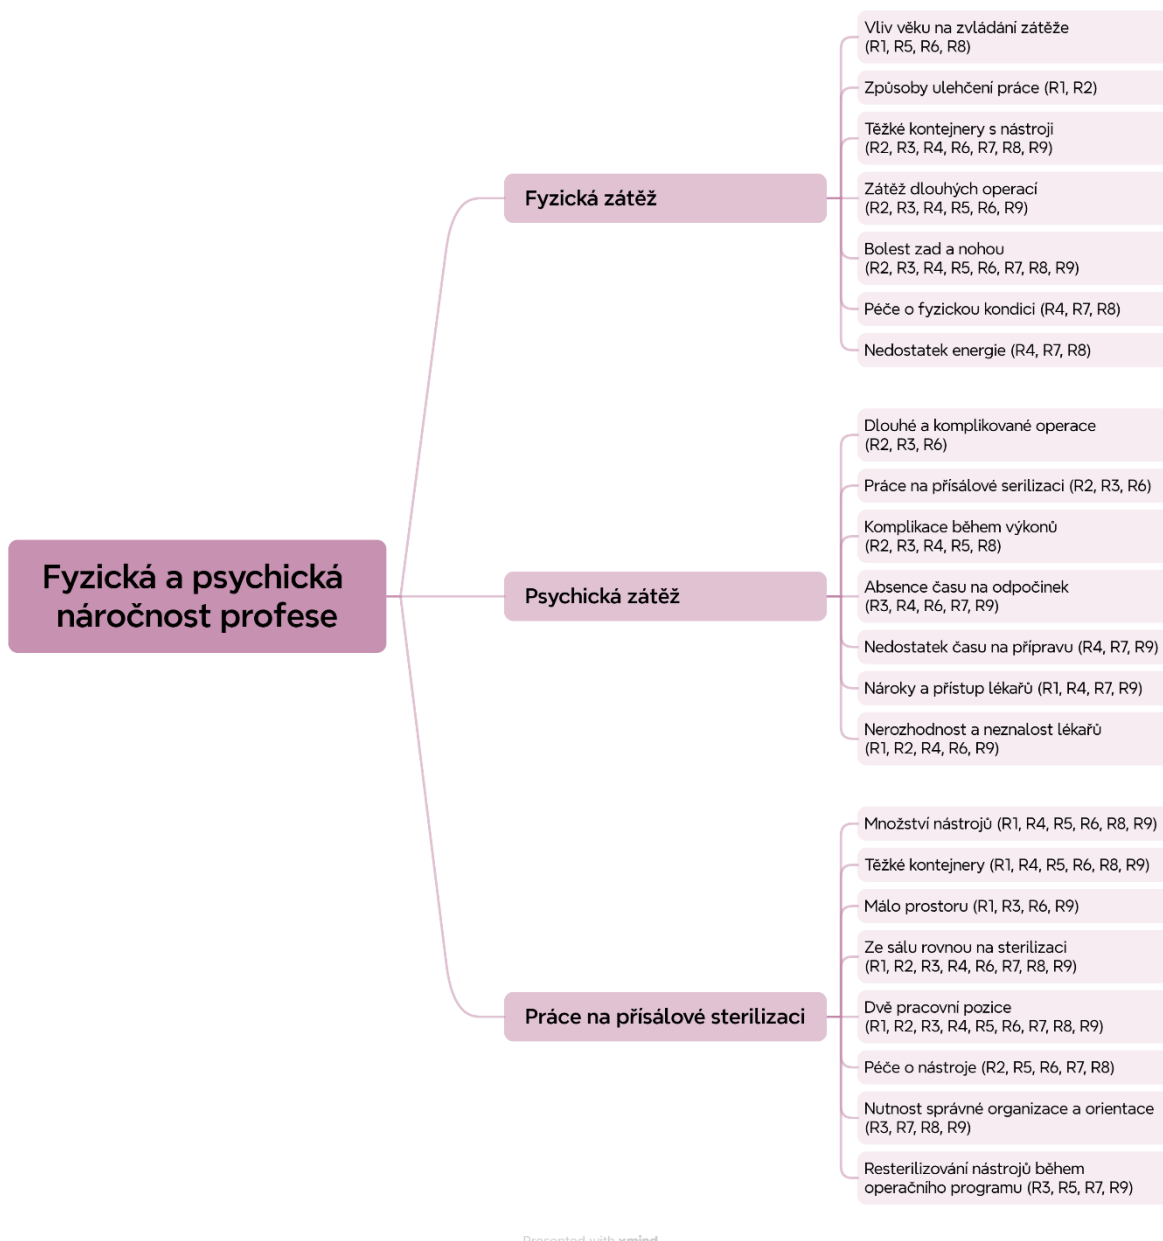 Vliv věku na zvládání zátěže
(R1, R5, R6, R8)
Způsoby ulehčení práce (R1, R2)
Těžké kontejnery s nástroji
(R2, R3, R4, R6, R7, R8, R9)
Fyzická zátěž
Zátěž dlouhých operací
(R2, R3, R4, R5, R6, R9)
Bolest zad a nohou
(R2, R3, R4, R5, R6, R7, R8, R9)
Péče o fyzickou kondici (R4, R7, R8)
Nedostatek energie (R4, R7, R8)
Dlouhé a komplikované operace
(R2, R3, R6)
Práce na přísálové serilizaci (R2, R3, R6)
Komplikace během výkonů
(R2, R3, R4, R5, R8)
Fyzická a psychická
náročnost profese
Psychická zátěž
Absence času na odpočinek
(R3, R4, R6, R7, R9)
Nedostatek času na přípravu (R4, R7, R9)
Nároky a přístup lékařů (R1, R4, R7, R9)
Nerozhodnost a neznalost lékařů
(R1, R2, R4, R6, R9)
Množství nástrojů (R1, R4, R5, R6, R8, R9)
Těžké kontejnery (R1, R4, R5, R6, R8, R9)
Málo prostoru (R1, R3, R6, R9)
Ze sálu rovnou na sterilizaci
(R1, R2, R3, R4, R6, R7, R8, R9)
Práce na přísálové sterilizaci
Dvě pracovní pozice
(R1, R2, R3, R4, R5, R6, R7, R8, R9)
Péče o nástroje (R2, R5, R6, R7, R8)
Nutnost správné organizace a orientace
(R3, R7, R8, R9)
Resterilizování nástrojů během
operačního programu (R3, R5, R7, R9)
Presented with xmind